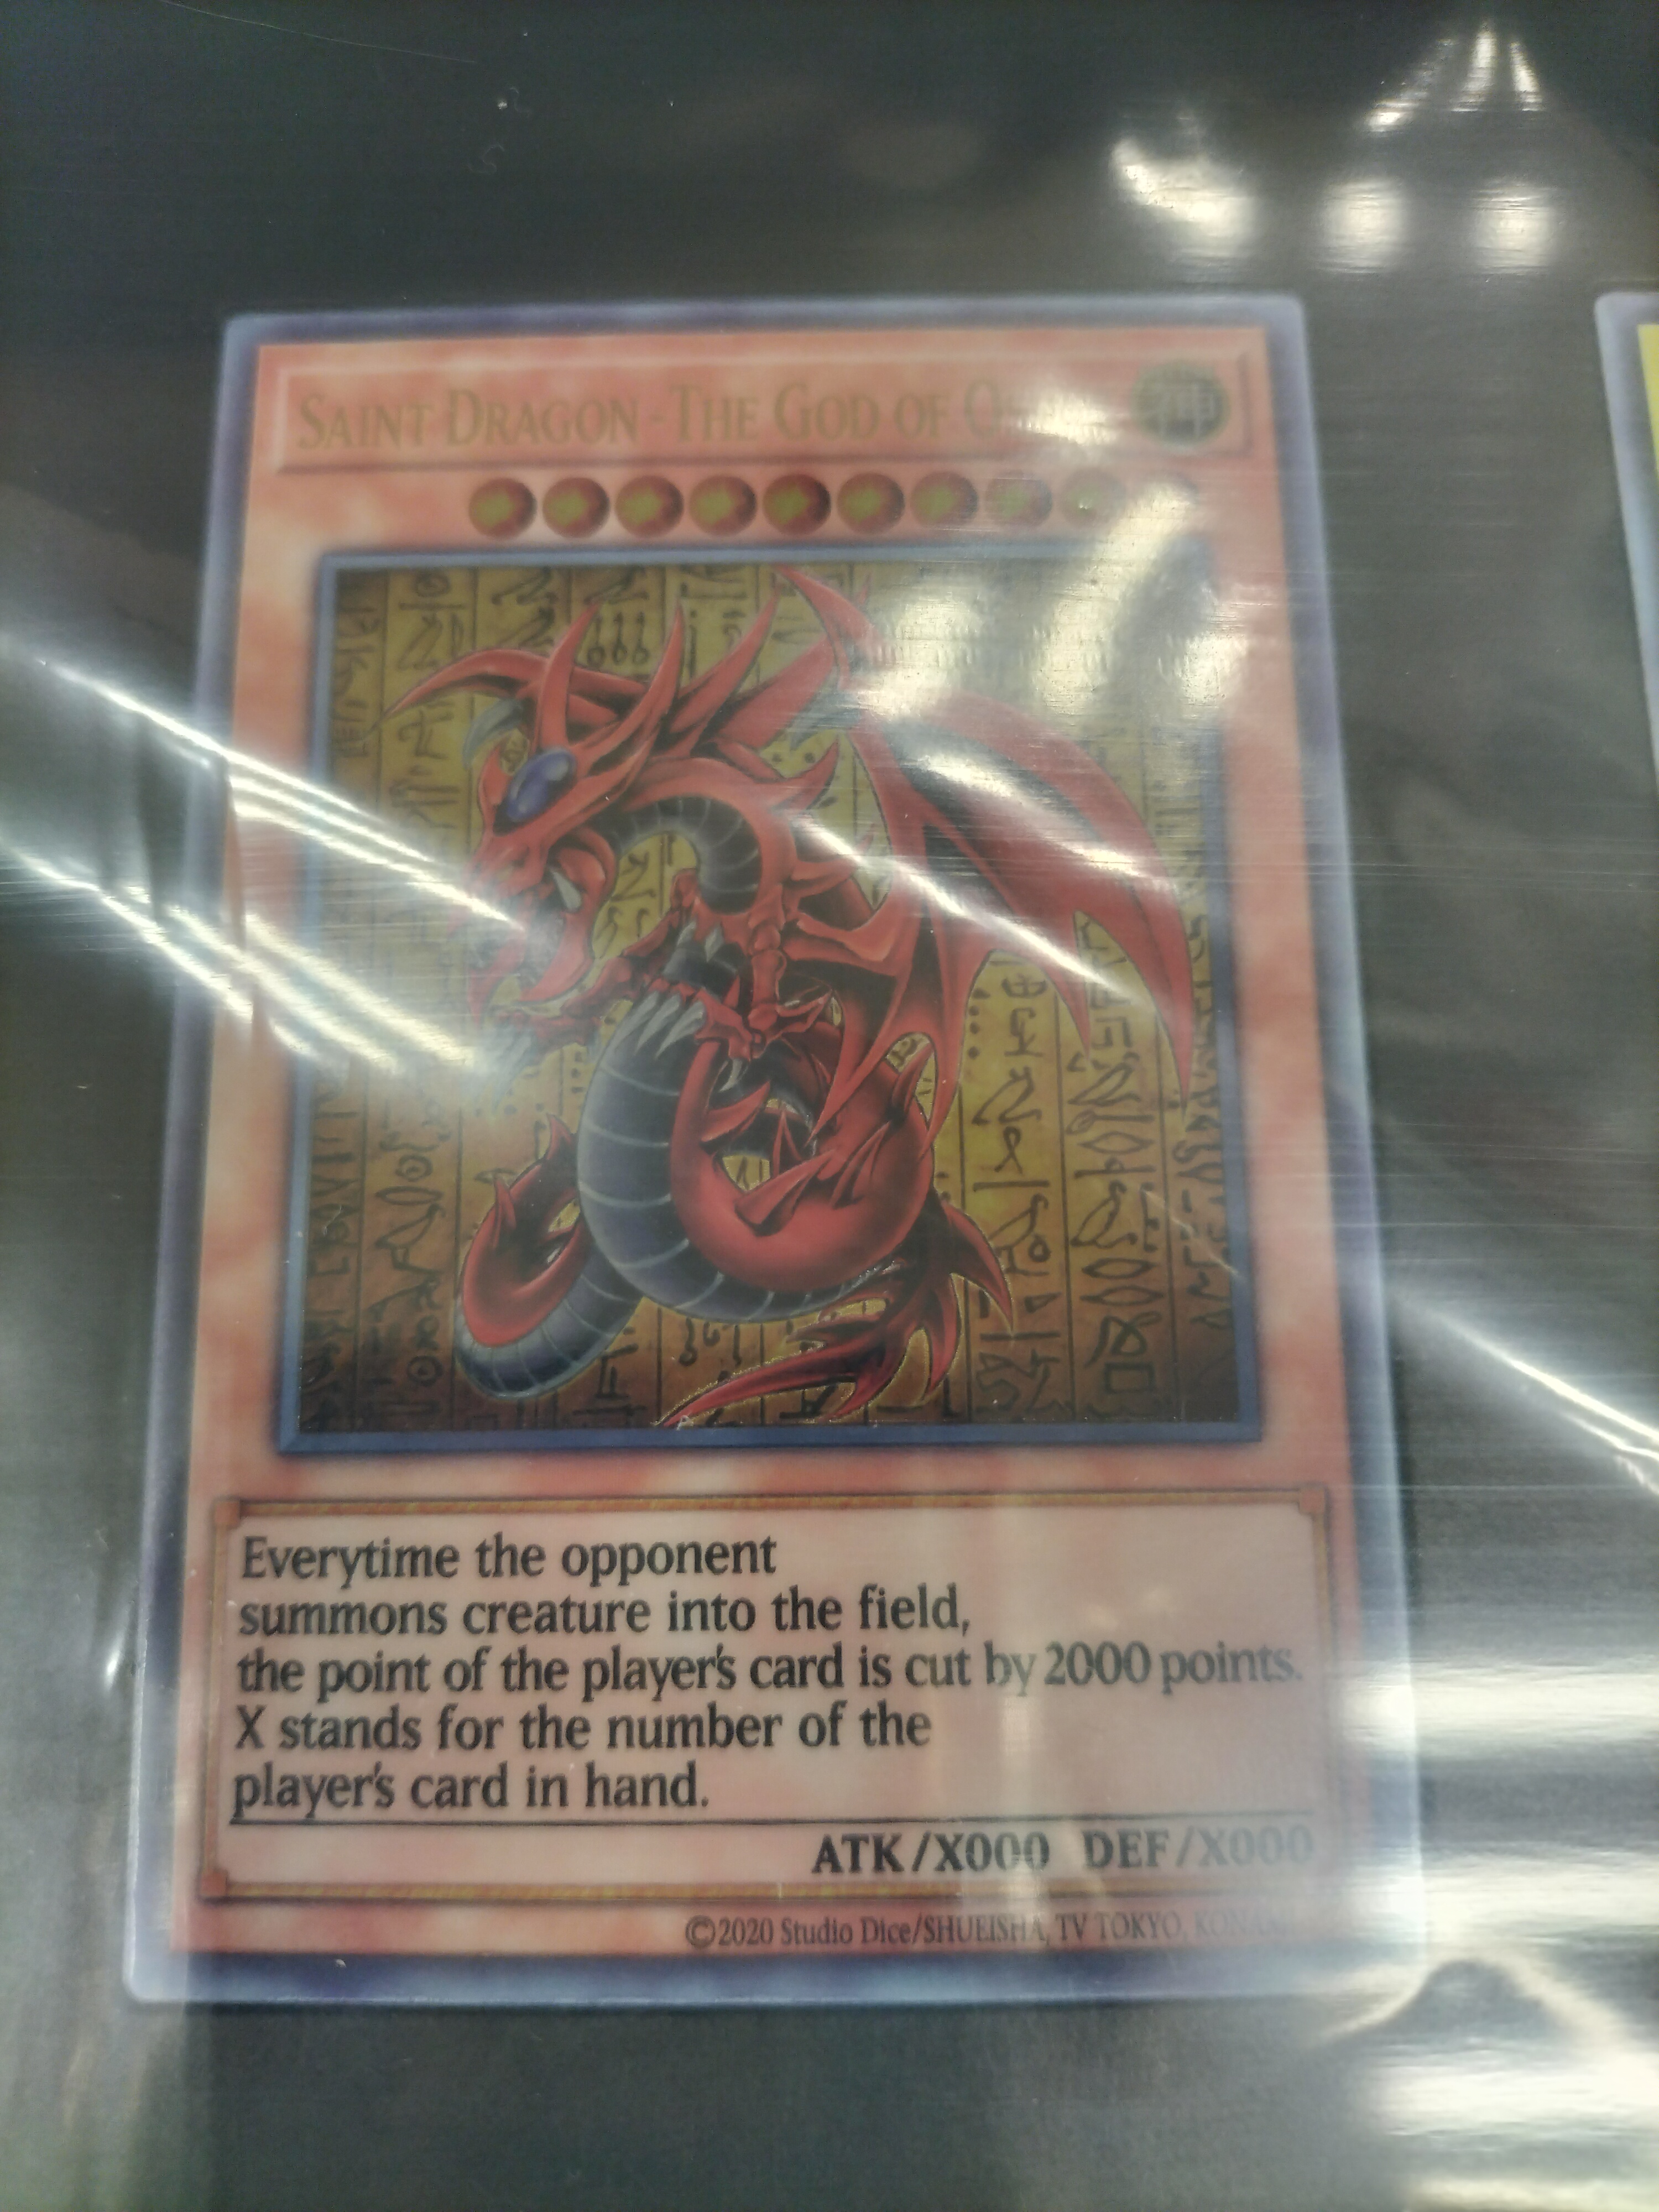 SAINT DRAGON - THE GOD OF
神
Everytime the opponent
summons creature into the field,
the point of the player's card is cut by 2000 points.
X stands for the number of the
player's card in hand.
ATK/X000 DEF/X000
©2020 Studio Dice/SHUEISHA, TV TOKYO, KONAMI